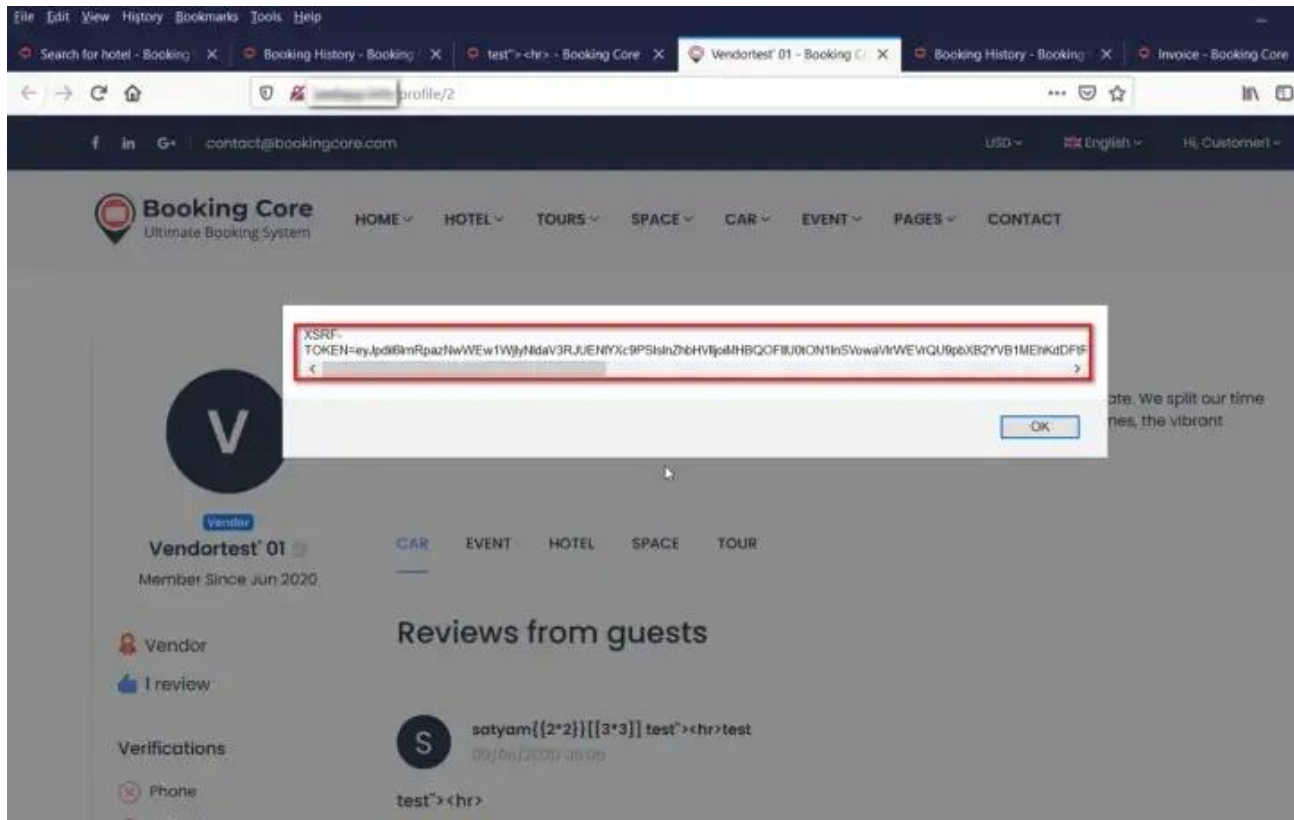 File Edit View History Bookmarks Tools Help
Search for hotel - Booking
Booking History - Booking
test"><hr> - Booking Core
Vendortest' 01 - Booking C
Booking History - Booking
Invoice - Booking Core
profile/2
f in G+ contact@bookingcore.com USD English Hi, Customer1
Booking Core
Ultimate Booking System
HOME HOTEL TOURS SPACE CAR EVENT PAGES CONTACT
XSRF-
OK
ate. We split our time
nes, the vibrant
V
Vendor
Vendortest' 01
Member Since Jun 2020
CAR EVENT HOTEL SPACE TOUR
Vendor
1 review
Reviews from guests
Verifications
S
satyam{{2*2}}[[3*3]] test"><hr>test
Phone
test"><hr>